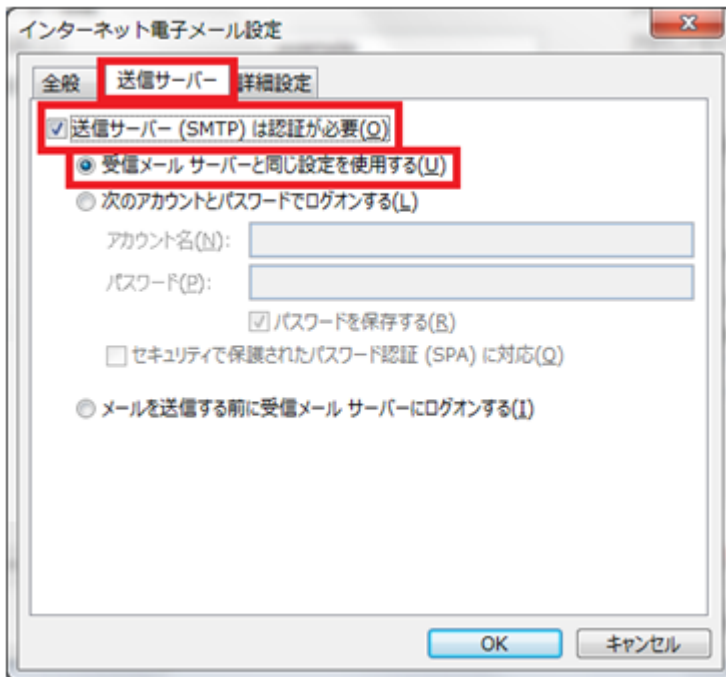 インターネット電子メール設定
全般 送信サーバー 詳細設定
送信サーバー (SMTP) は認証が必要(O)
受信メール サーバーと同じ設定を使用する(U)
次のアカウントとパスワードでログオンする(L)
アカウント名(N):
パスワード(P):
パスワードを保存する(R)
セキュリティで保護されたパスワード認証 (SPA) に対応(Q)
メールを送信する前に受信メール サーバーにログオンする(I)
OK キャンセル